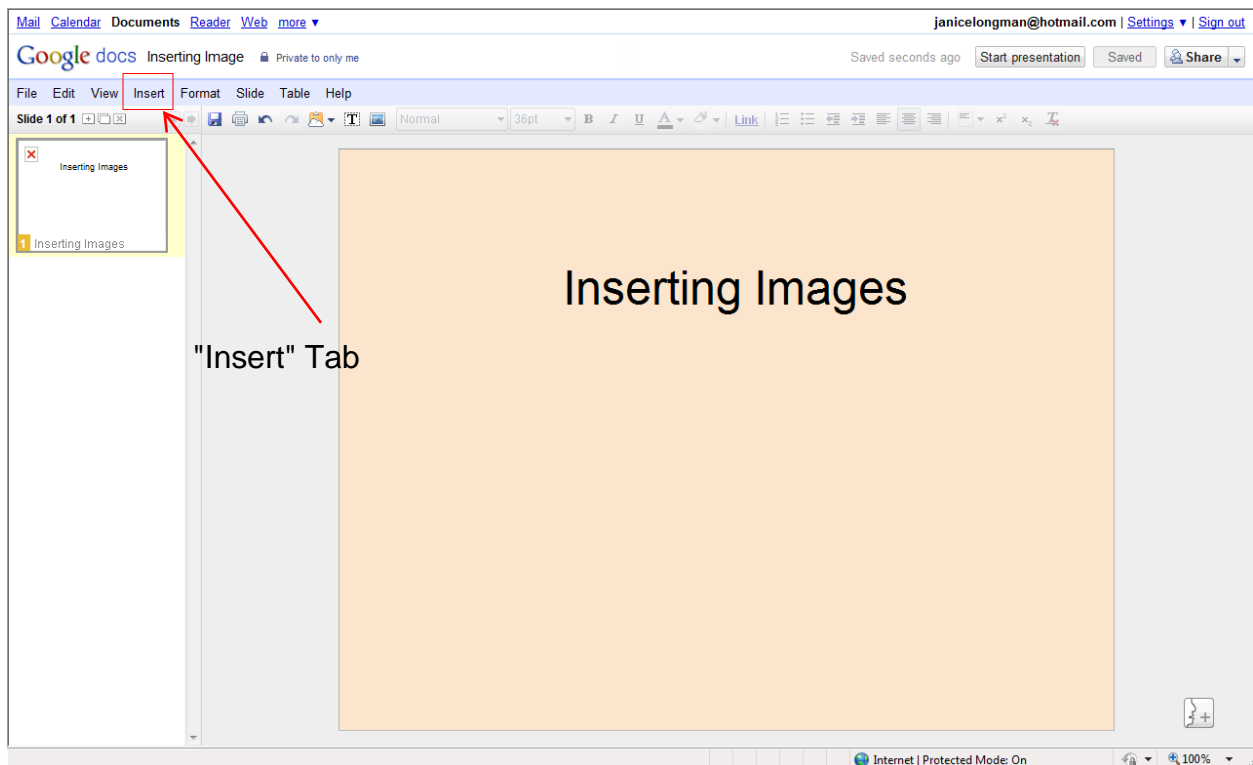 Mail Calendar Documents Reader Web more ▼ janicelongman@hotmail.com | Settings ▼ | Sign out
Google docs Inserting Image Private to only me Saved seconds ago Start presentation Saved Share
File Edit View Insert Format Slide Table Help
Slide 1 of 1 T Normal 36pt B I U A Link x² x₂ T
Inserting Images
1 Inserting Images
Inserting Images
"Insert" Tab
Internet | Protected Mode: On 100%